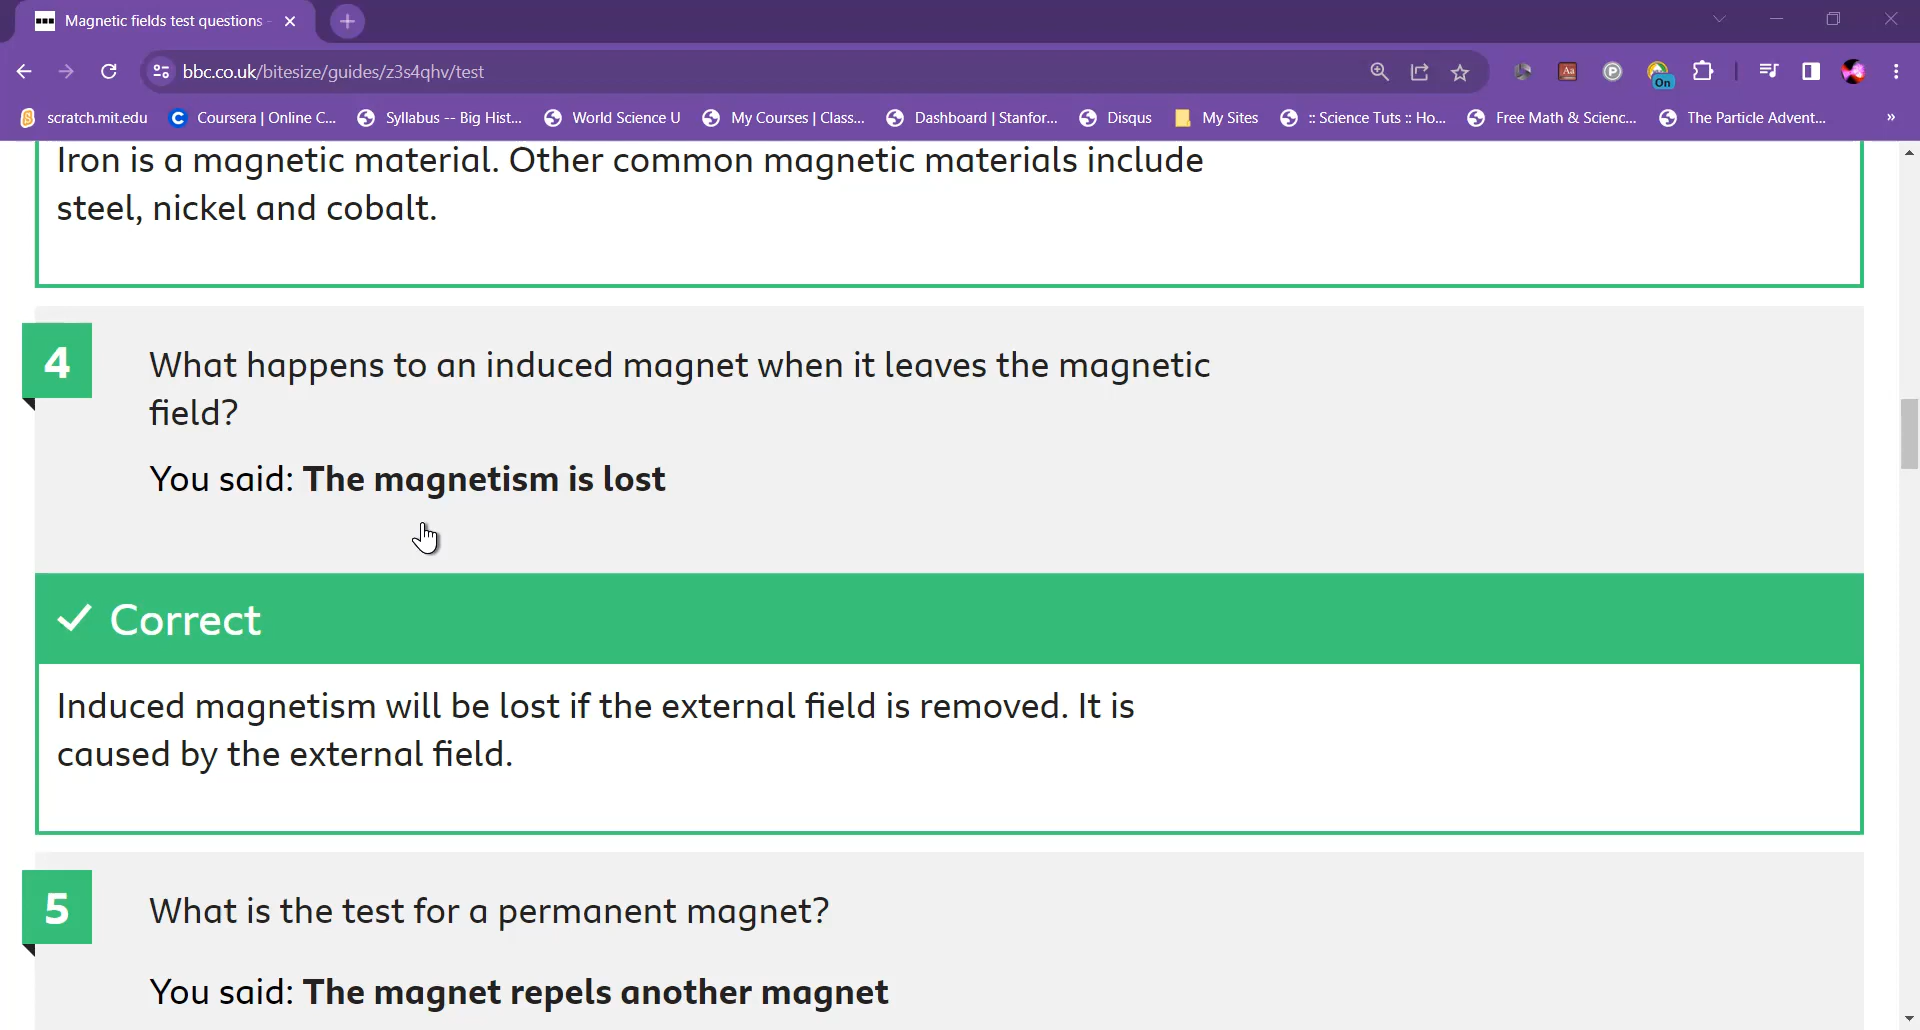 Magnetic fields test questions -
bbc.co.uk/bitesize/guides/z3s4qhv/test
Aa
On
scratch.mit.edu
Coursera | Online C...
Syllabus -- Big Hist...
World Science U
My Courses | Class...
Dashboard | Stanfor...
Disqus
My Sites
:: Science Tuts :: Ho...
Free Math & Scienc...
The Particle Advent...
»
Iron is a magnetic material. Other common magnetic materials include
steel, nickel and cobalt.
4
What happens to an induced magnet when it leaves the magnetic
field?
You said: The magnetism is lost
Correct
Induced magnetism will be lost if the external field is removed. It is
caused by the external field.
5
What is the test for a permanent magnet?
You said: The magnet repels another magnet